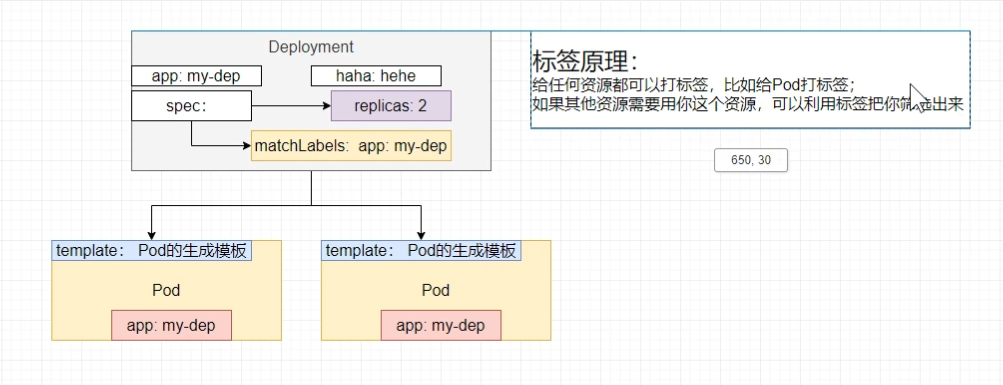 Deployment
app: my-dep
haha: hehe
spec：
replicas: 2
matchLabels: app: my-dep
标签原理：
给任何资源都可以打标签，比如给Pod打标签；
如果其他资源需要用你这个资源，可以利用标签把你 出来
650, 30
template： Pod的生成模板
Pod
app: my-dep
template： Pod的生成模板
Pod
app: my-dep